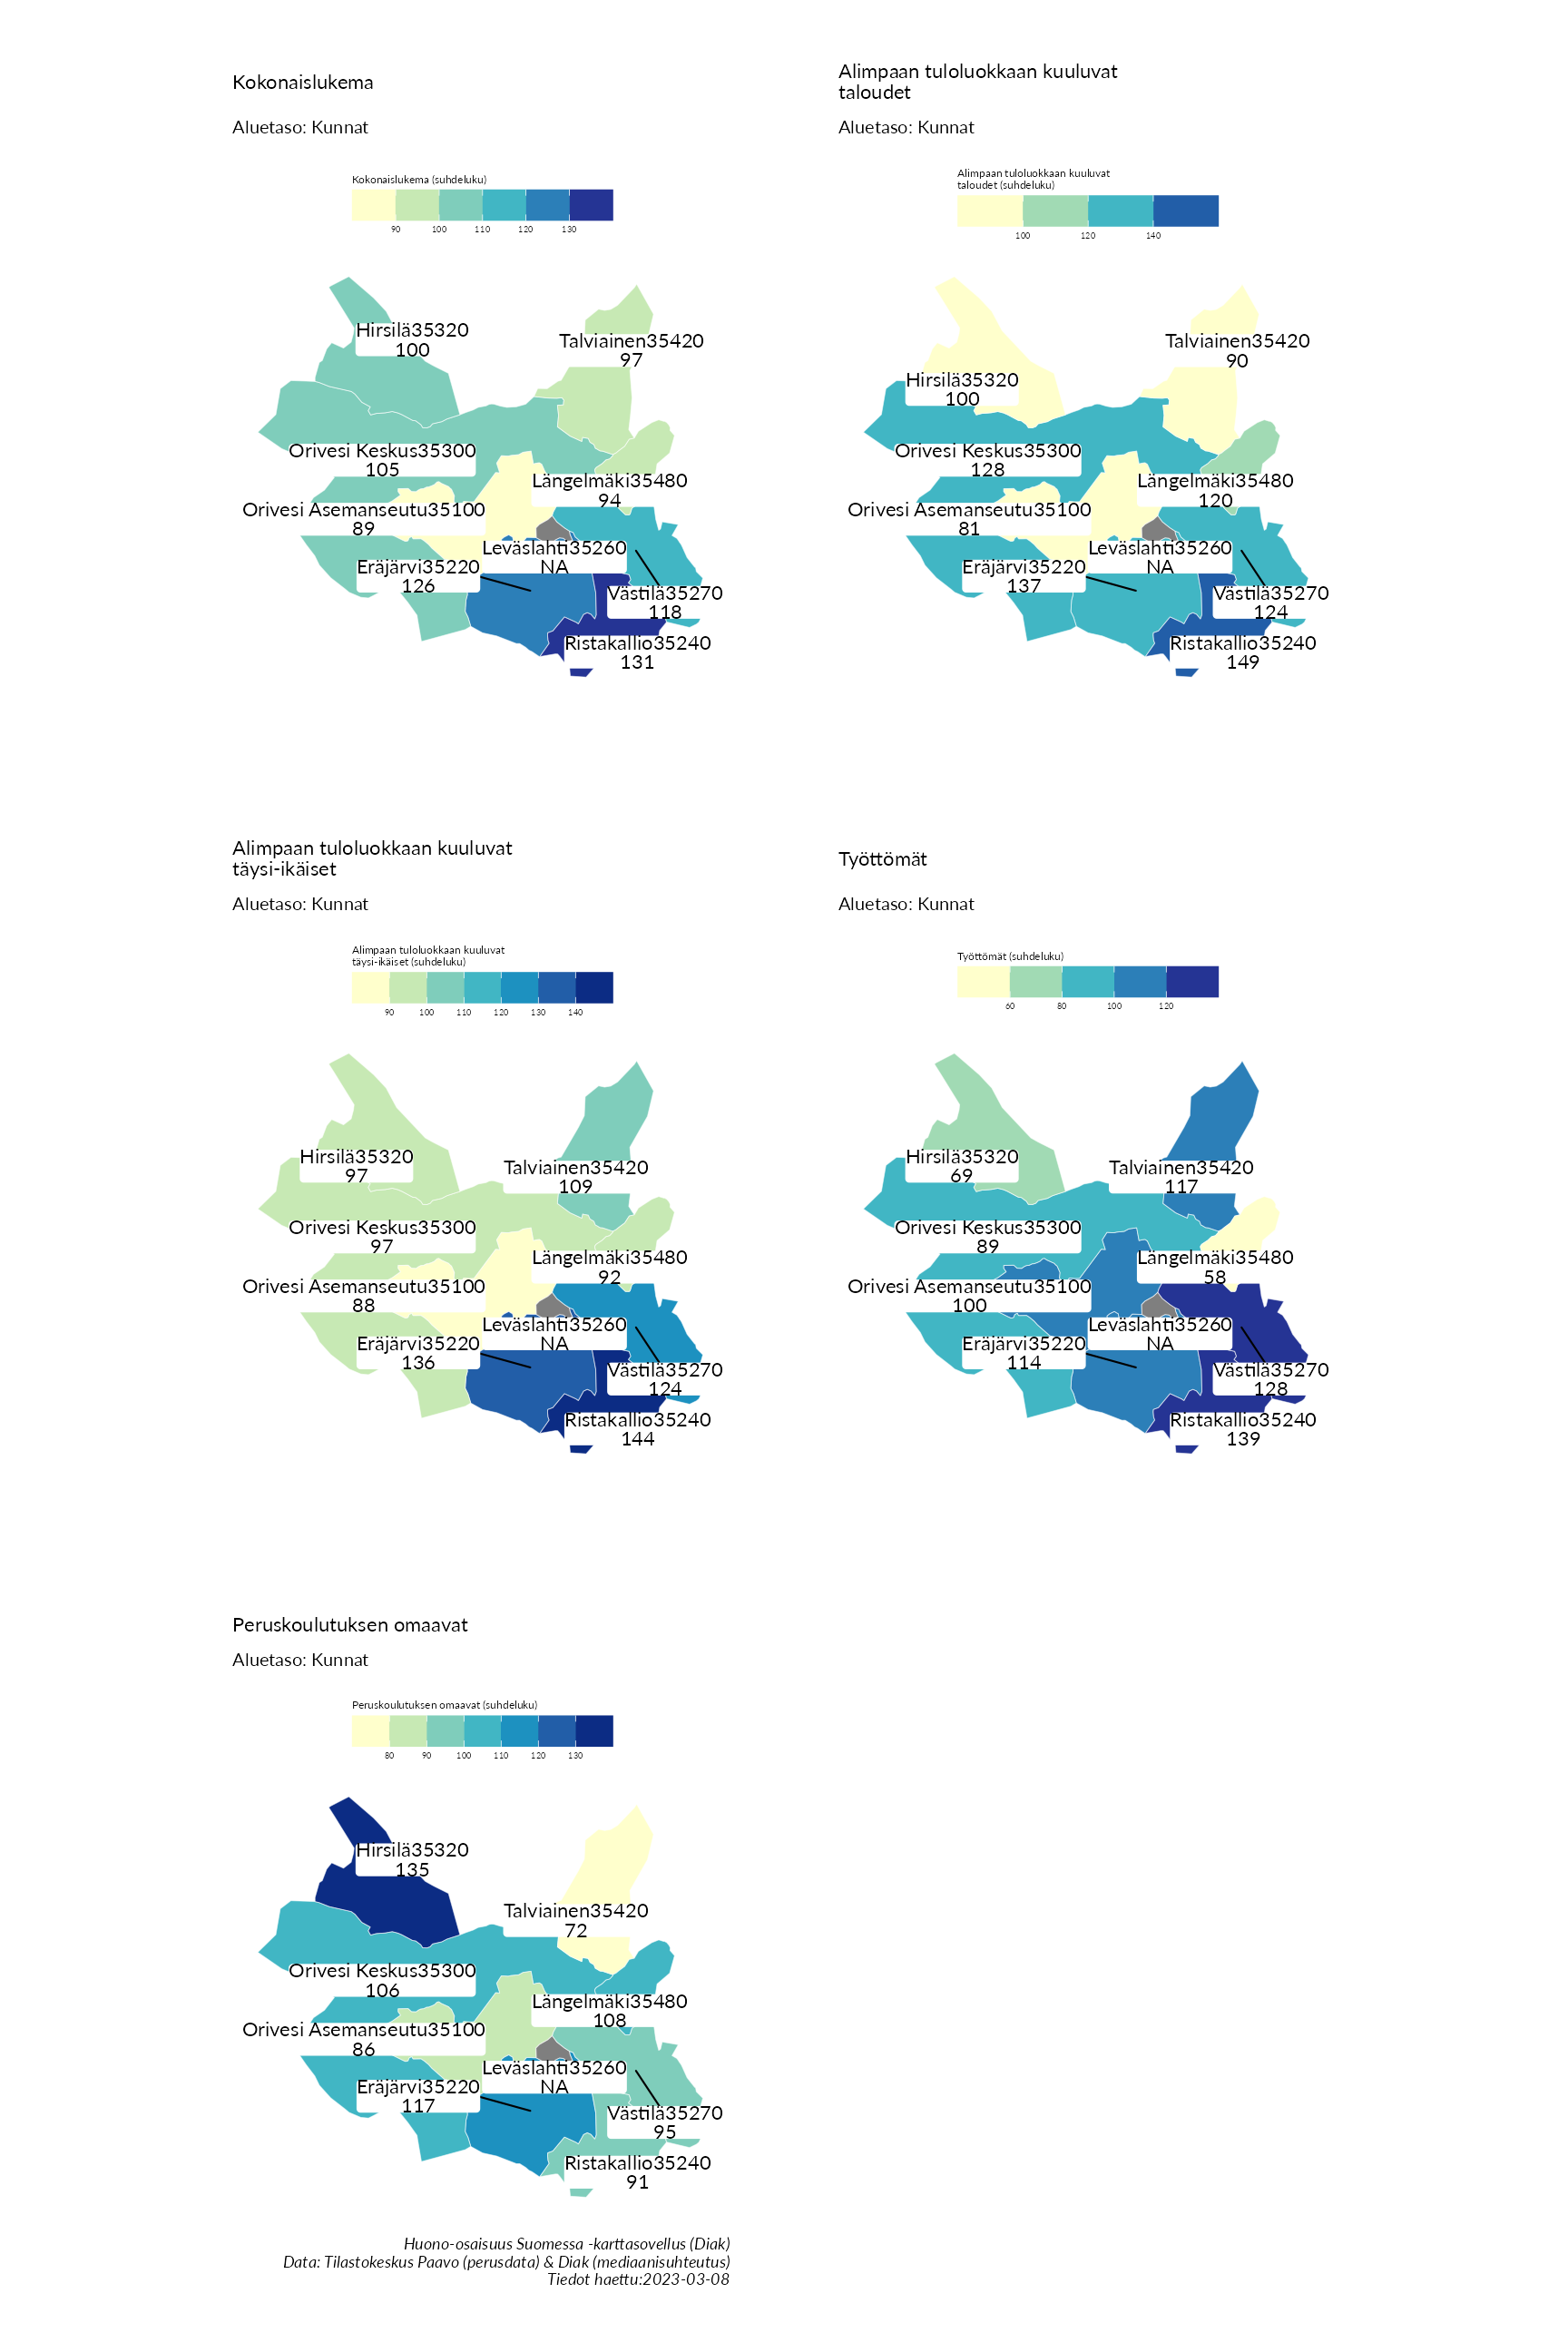 Kokonaislukema
Aluetaso: Kunnat
Kokonaislukema (suhdeluku)
90 100 110 120 130
Hirsilä35320
100
Talviainen35420
97
Orivesi Keskus35300
105
Längelmäki35480
94
Orivesi Asemanseutu35100
89
Leväslahti35260
NA
Eräjärvi35220
126
Västilä35270
118
Ristakallio35240
131
Alimpaan tuloluokkaan kuuluvat
taloudet
Aluetaso: Kunnat
Alimpaan tuloluokkaan kuuluvat
taloudet (suhdeluku)
100 120 140
Talviainen35420
90
Hirsilä35320
100
Orivesi Keskus35300
128
Längelmäki35480
120
Orivesi Asemanseutu35100
81
Leväslahti35260
NA
Eräjärvi35220
137
Västilä35270
124
Ristakallio35240
149
Alimpaan tuloluokkaan kuuluvat
täysi-ikäiset
Aluetaso: Kunnat
Alimpaan tuloluokkaan kuuluvat
täysi-ikäiset (suhdeluku)
90 100 110 120 130 140
Hirsilä35320
97
Talviainen35420
109
Orivesi Keskus35300
97
Längelmäki35480
92
Orivesi Asemanseutu35100
88
Leväslahti35260
NA
Eräjärvi35220
136
Västilä35270
124
Ristakallio35240
144
Työttömät
Aluetaso: Kunnat
Työttömät (suhdeluku)
60 80 100 120
Hirsilä35320
69
Talviainen35420
117
Orivesi Keskus35300
89
Längelmäki35480
58
Orivesi Asemanseutu35100
100
Leväslahti35260
NA
Eräjärvi35220
114
Västilä35270
128
Ristakallio35240
139
Peruskoulutuksen omaavat
Aluetaso: Kunnat
Peruskoulutuksen omaavat (suhdeluku)
80 90 100 110 120 130
Hirsilä35320
135
Talviainen35420
72
Orivesi Keskus35300
106
Längelmäki35480
108
Orivesi Asemanseutu35100
86
Leväslahti35260
NA
Eräjärvi35220
117
Västilä35270
95
Ristakallio35240
91
Huono-osaisuus Suomessa -karttasovellus (Diak)
Data: Tilastokeskus Paavo (perusdata) & Diak (mediaanisuhteutus)
Tiedot haettu:2023-03-08